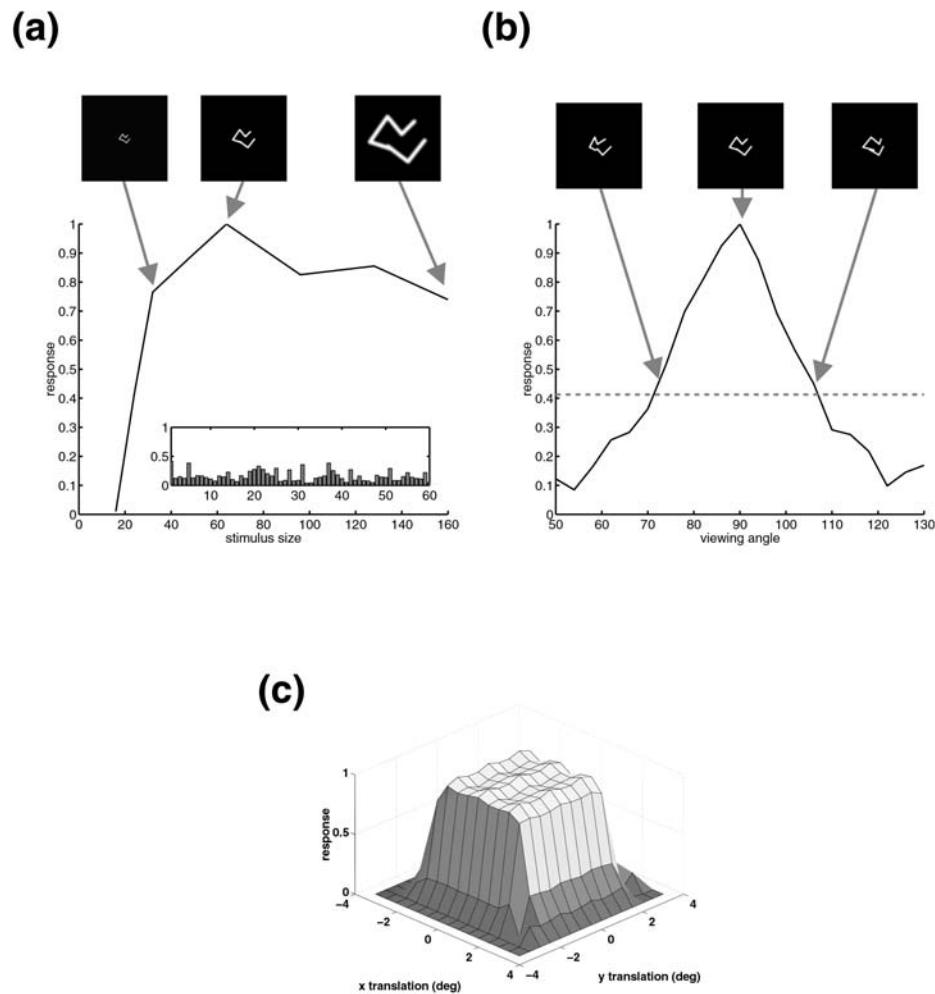 (a)
1
0.9
0.8
0.7
0.6
0.5
0.4
0.3
0.2
0.1
0
response
0 20 40 60 80 100 120 140 160
stimulus size
1
0.5
0
10 20 30 40 50 60
(b)
1
0.9
0.8
0.7
0.6
0.5
0.4
0.3
0.2
0.1
0
response
50 60 70 80 90 100 110 120 130
viewing angle
(c)
1
0.5
0
response
−4 −2 0 2 4
x translation (deg)
−4 −2 0 2 4
y translation (deg)